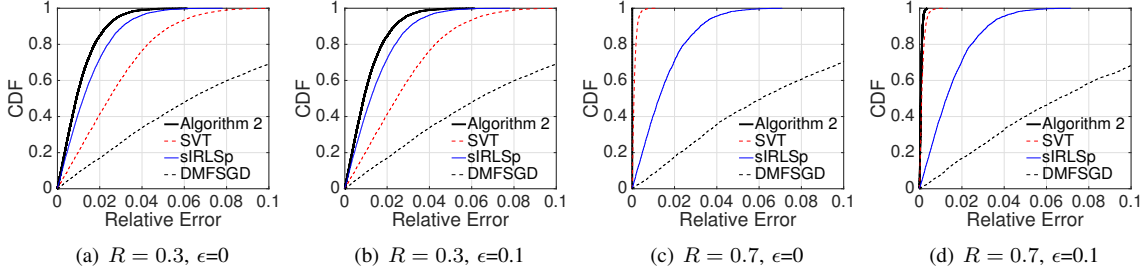 1
0.8
0.6
0.4
0.2
0
CDF
0 0.02 0.04 0.06 0.08 0.1
Relative Error
Algorithm 2
SVT
sIRLSp
DMFSGD
(a) R = 0.3, ϵ=0
1
0.8
0.6
0.4
0.2
0
CDF
0 0.02 0.04 0.06 0.08 0.1
Relative Error
Algorithm 2
SVT
sIRLSp
DMFSGD
(b) R = 0.3, ϵ=0.1
1
0.8
0.6
0.4
0.2
0
CDF
0 0.02 0.04 0.06 0.08 0.1
Relative Error
Algorithm 2
SVT
sIRLSp
DMFSGD
(c) R = 0.7, ϵ=0
1
0.8
0.6
0.4
0.2
0
CDF
0 0.02 0.04 0.06 0.08 0.1
Relative Error
Algorithm 2
SVT
sIRLSp
DMFSGD
(d) R = 0.7, ϵ=0.1